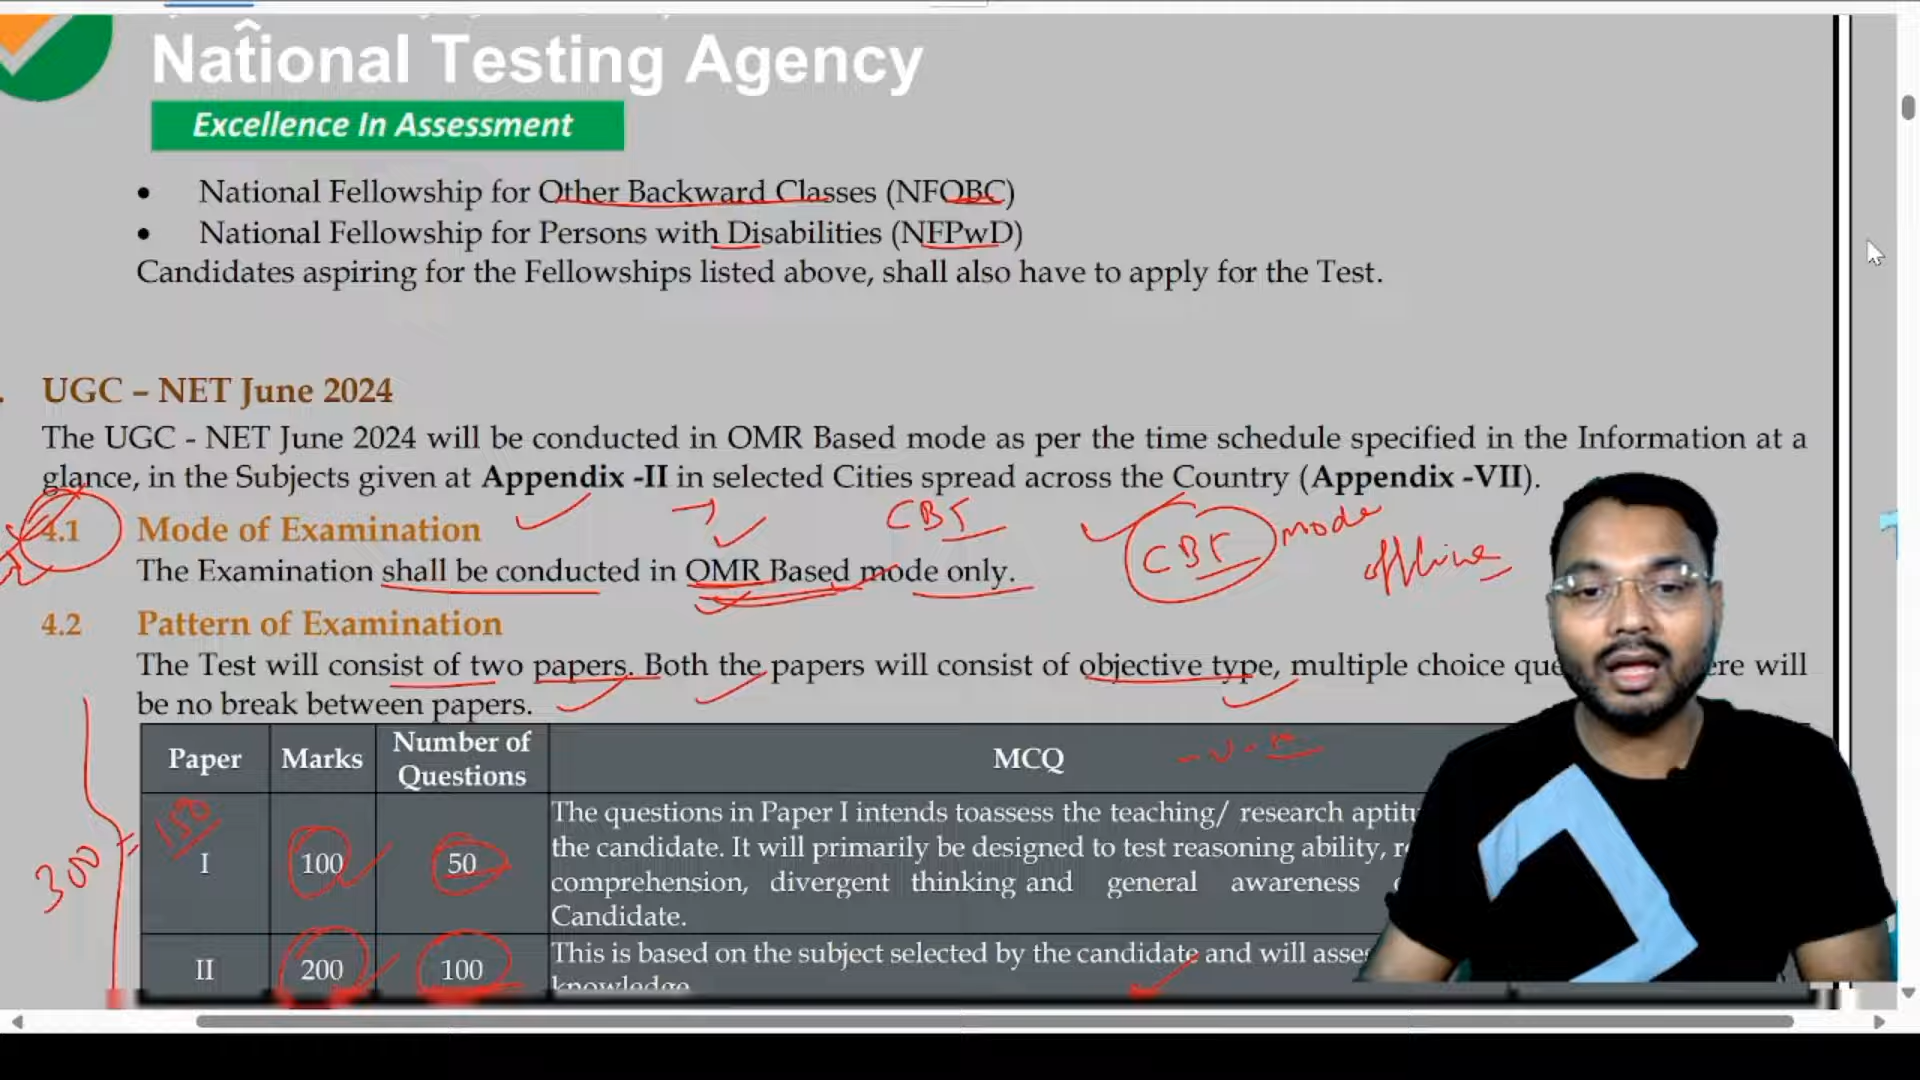 National Testing Agency
Excellence In Assessment
• National Fellowship for Other Backward Classes (NFOBC)
• National Fellowship for Persons with Disabilities (NFPwD)
Candidates aspiring for the Fellowships listed above, shall also have to apply for the Test.
. UGC – NET June 2024
The UGC - NET June 2024 will be conducted in OMR Based mode as per the time schedule specified in the Information at a
glance, in the Subjects given at Appendix -II in selected Cities spread across the Country (Appendix -VII).
CBT
CBT mode
offline
4.1 Mode of Examination
The Examination shall be conducted in OMR Based mode only.
4.2 Pattern of Examination
The Test will consist of two papers. Both the papers will consist of objective type, multiple choice que ere will
be no break between papers.
Paper Marks Number of Questions MCQ
150
300 =
I 100 50
The questions in Paper I intends toassess the teaching/ research aptitu
the candidate. It will primarily be designed to test reasoning ability, r
comprehension, divergent thinking and general awareness
Candidate.
II 200 100
This is based on the subject selected by the candidate and will asse
knowledge